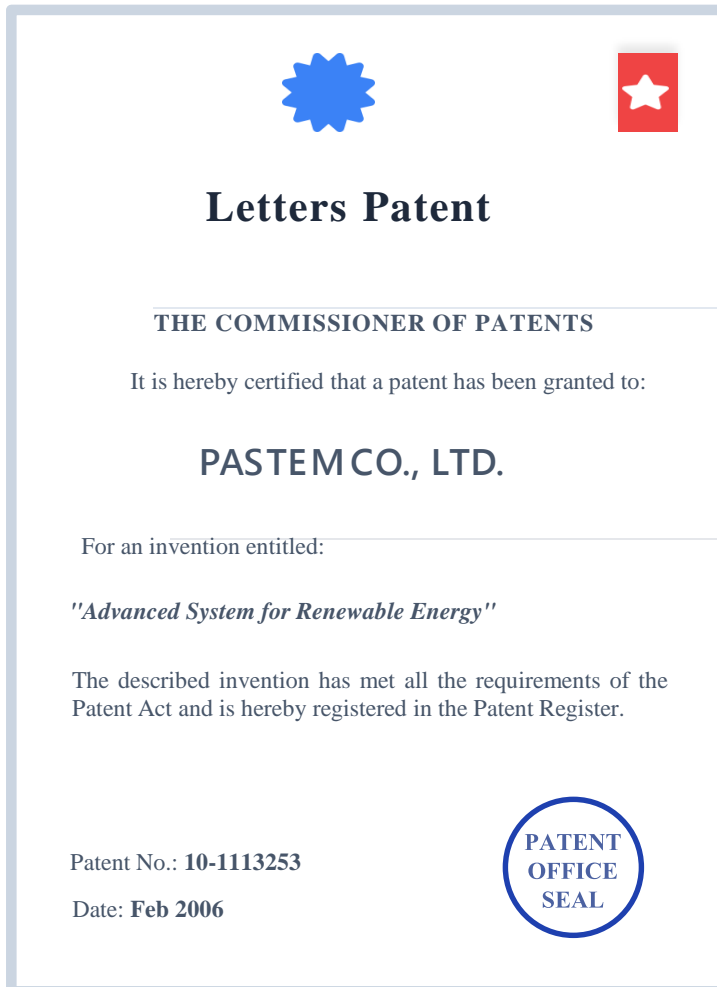 Letters Patent
THE COMMISSIONER OF PATENTS
It is hereby certified that a patent has been granted to:
PASTEM CO., LTD.
For an invention entitled:
"Advanced System for Renewable Energy"
The described invention has met all the requirements of the
Patent Act and is hereby registered in the Patent Register.
Patent No.: 10-1113253
Date: Feb 2006
PATENT
OFFICE
SEAL